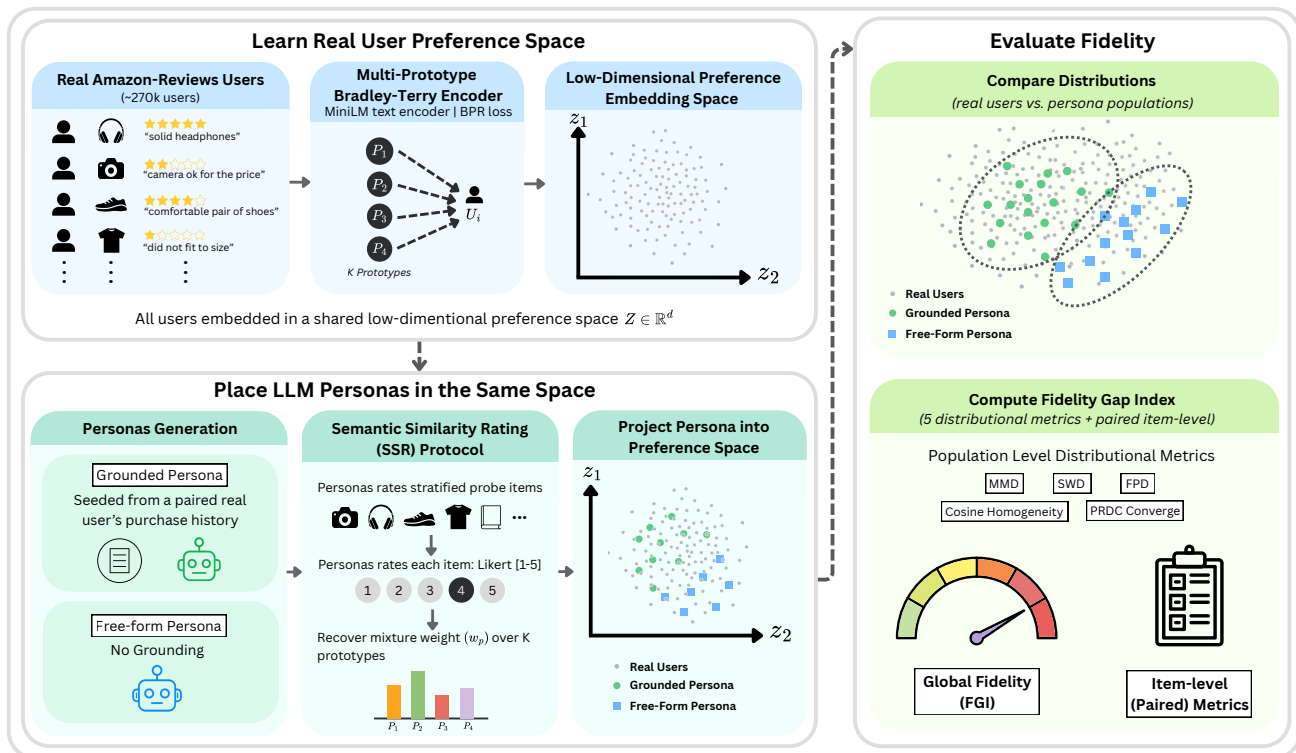 Learn Real User Preference Space
Real Amazon-Reviews Users
(~270k users)
"solid headphones"
"camera ok for the price"
"comfortable pair of shoes"
"did not fit to size"
Multi-Prototype
Bradley-Terry Encoder
MiniLM text encoder | BPR loss
P₁
P₂
P₃
P₄
U_i
K Prototypes
Low-Dimensional Preference
Embedding Space
z₁
z₂
All users embedded in a shared low-dimentional preference space Z ∈ ℝ^d
Place LLM Personas in the Same Space
Personas Generation
Grounded Persona
Seeded from a paired real
user's purchase history
Free-form Persona
No Grounding
Semantic Similarity Rating
(SSR) Protocol
Personas rates stratified probe items
...
Personas rates each item: Likert [1-5]
1 2 3 4 5
Recover mixture weight (w_p) over K
prototypes
P₁ P₂ P₃ P₄
Project Persona into
Preference Space
z₁
z₂
Real Users
Grounded Persona
Free-Form Persona
Evaluate Fidelity
Compare Distributions
(real users vs. persona populations)
Real Users
Grounded Persona
Free-Form Persona
Compute Fidelity Gap Index
(5 distributional metrics + paired item-level)
Population Level Distributional Metrics
MMD SWD FPD
Cosine Homogeneity PRDC Converge
Global Fidelity
(FGI)
Item-level
(Paired) Metrics